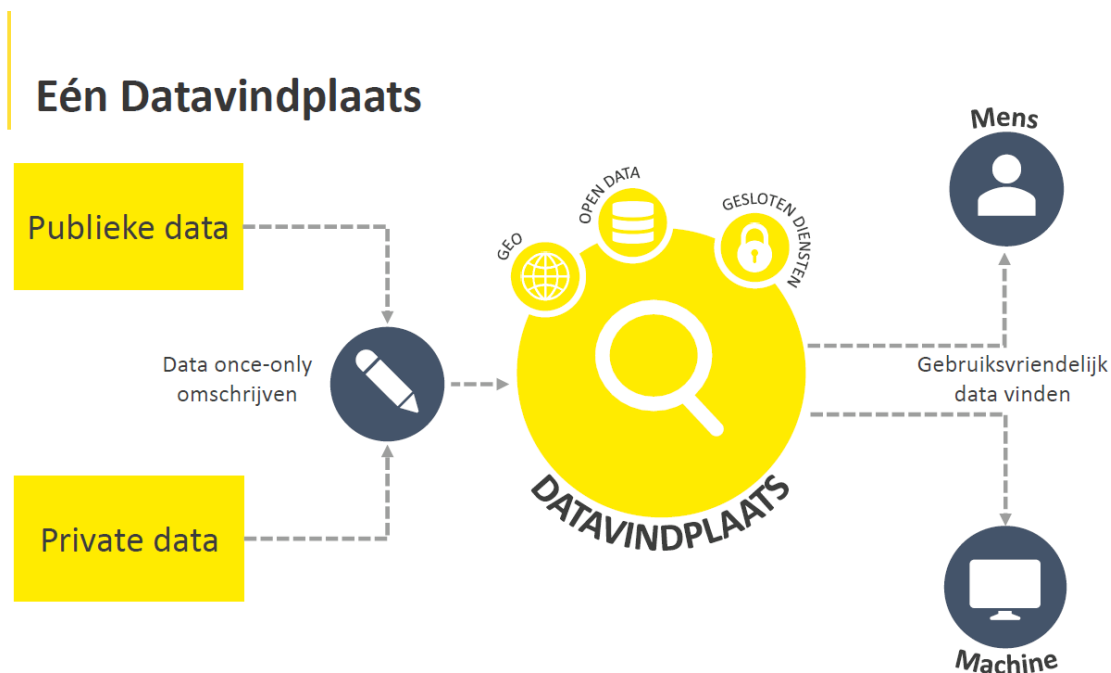 Eén Datavindplaats
Publieke data
Data once-only
omschrijven
Private data
GEO
OPEN DATA
GESLOTEN DIENSTEN
DATAVINDPLAATS
Mens
Gebruiksvriendelijk
data vinden
Machine